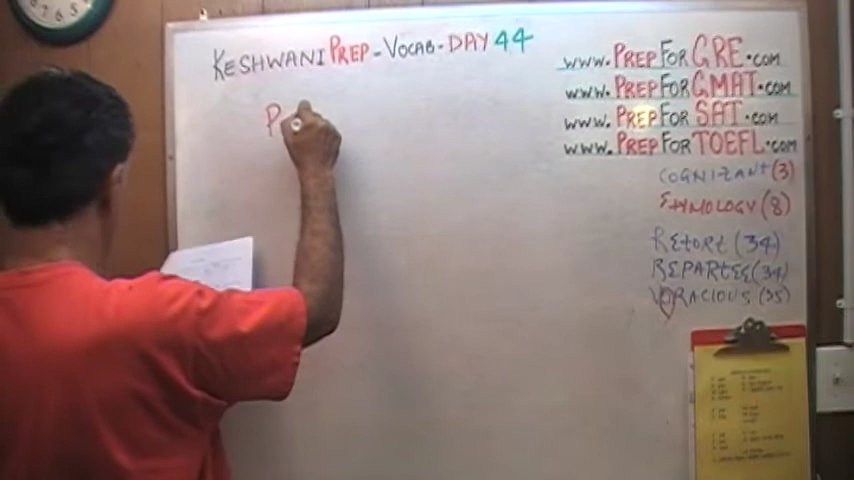 KESHWANI PREP - VOCAB - DAY 44
www.PREPFORGRE.com
www.PREPFORGMAT.com
www.PREPFORSAT.com
www.PREPFORTOEFL.com
COGNIZANT (3)
ETYMOLOGY (8)
RETORT (34)
REPARTEE (34)
VORACIOUS (35)
P